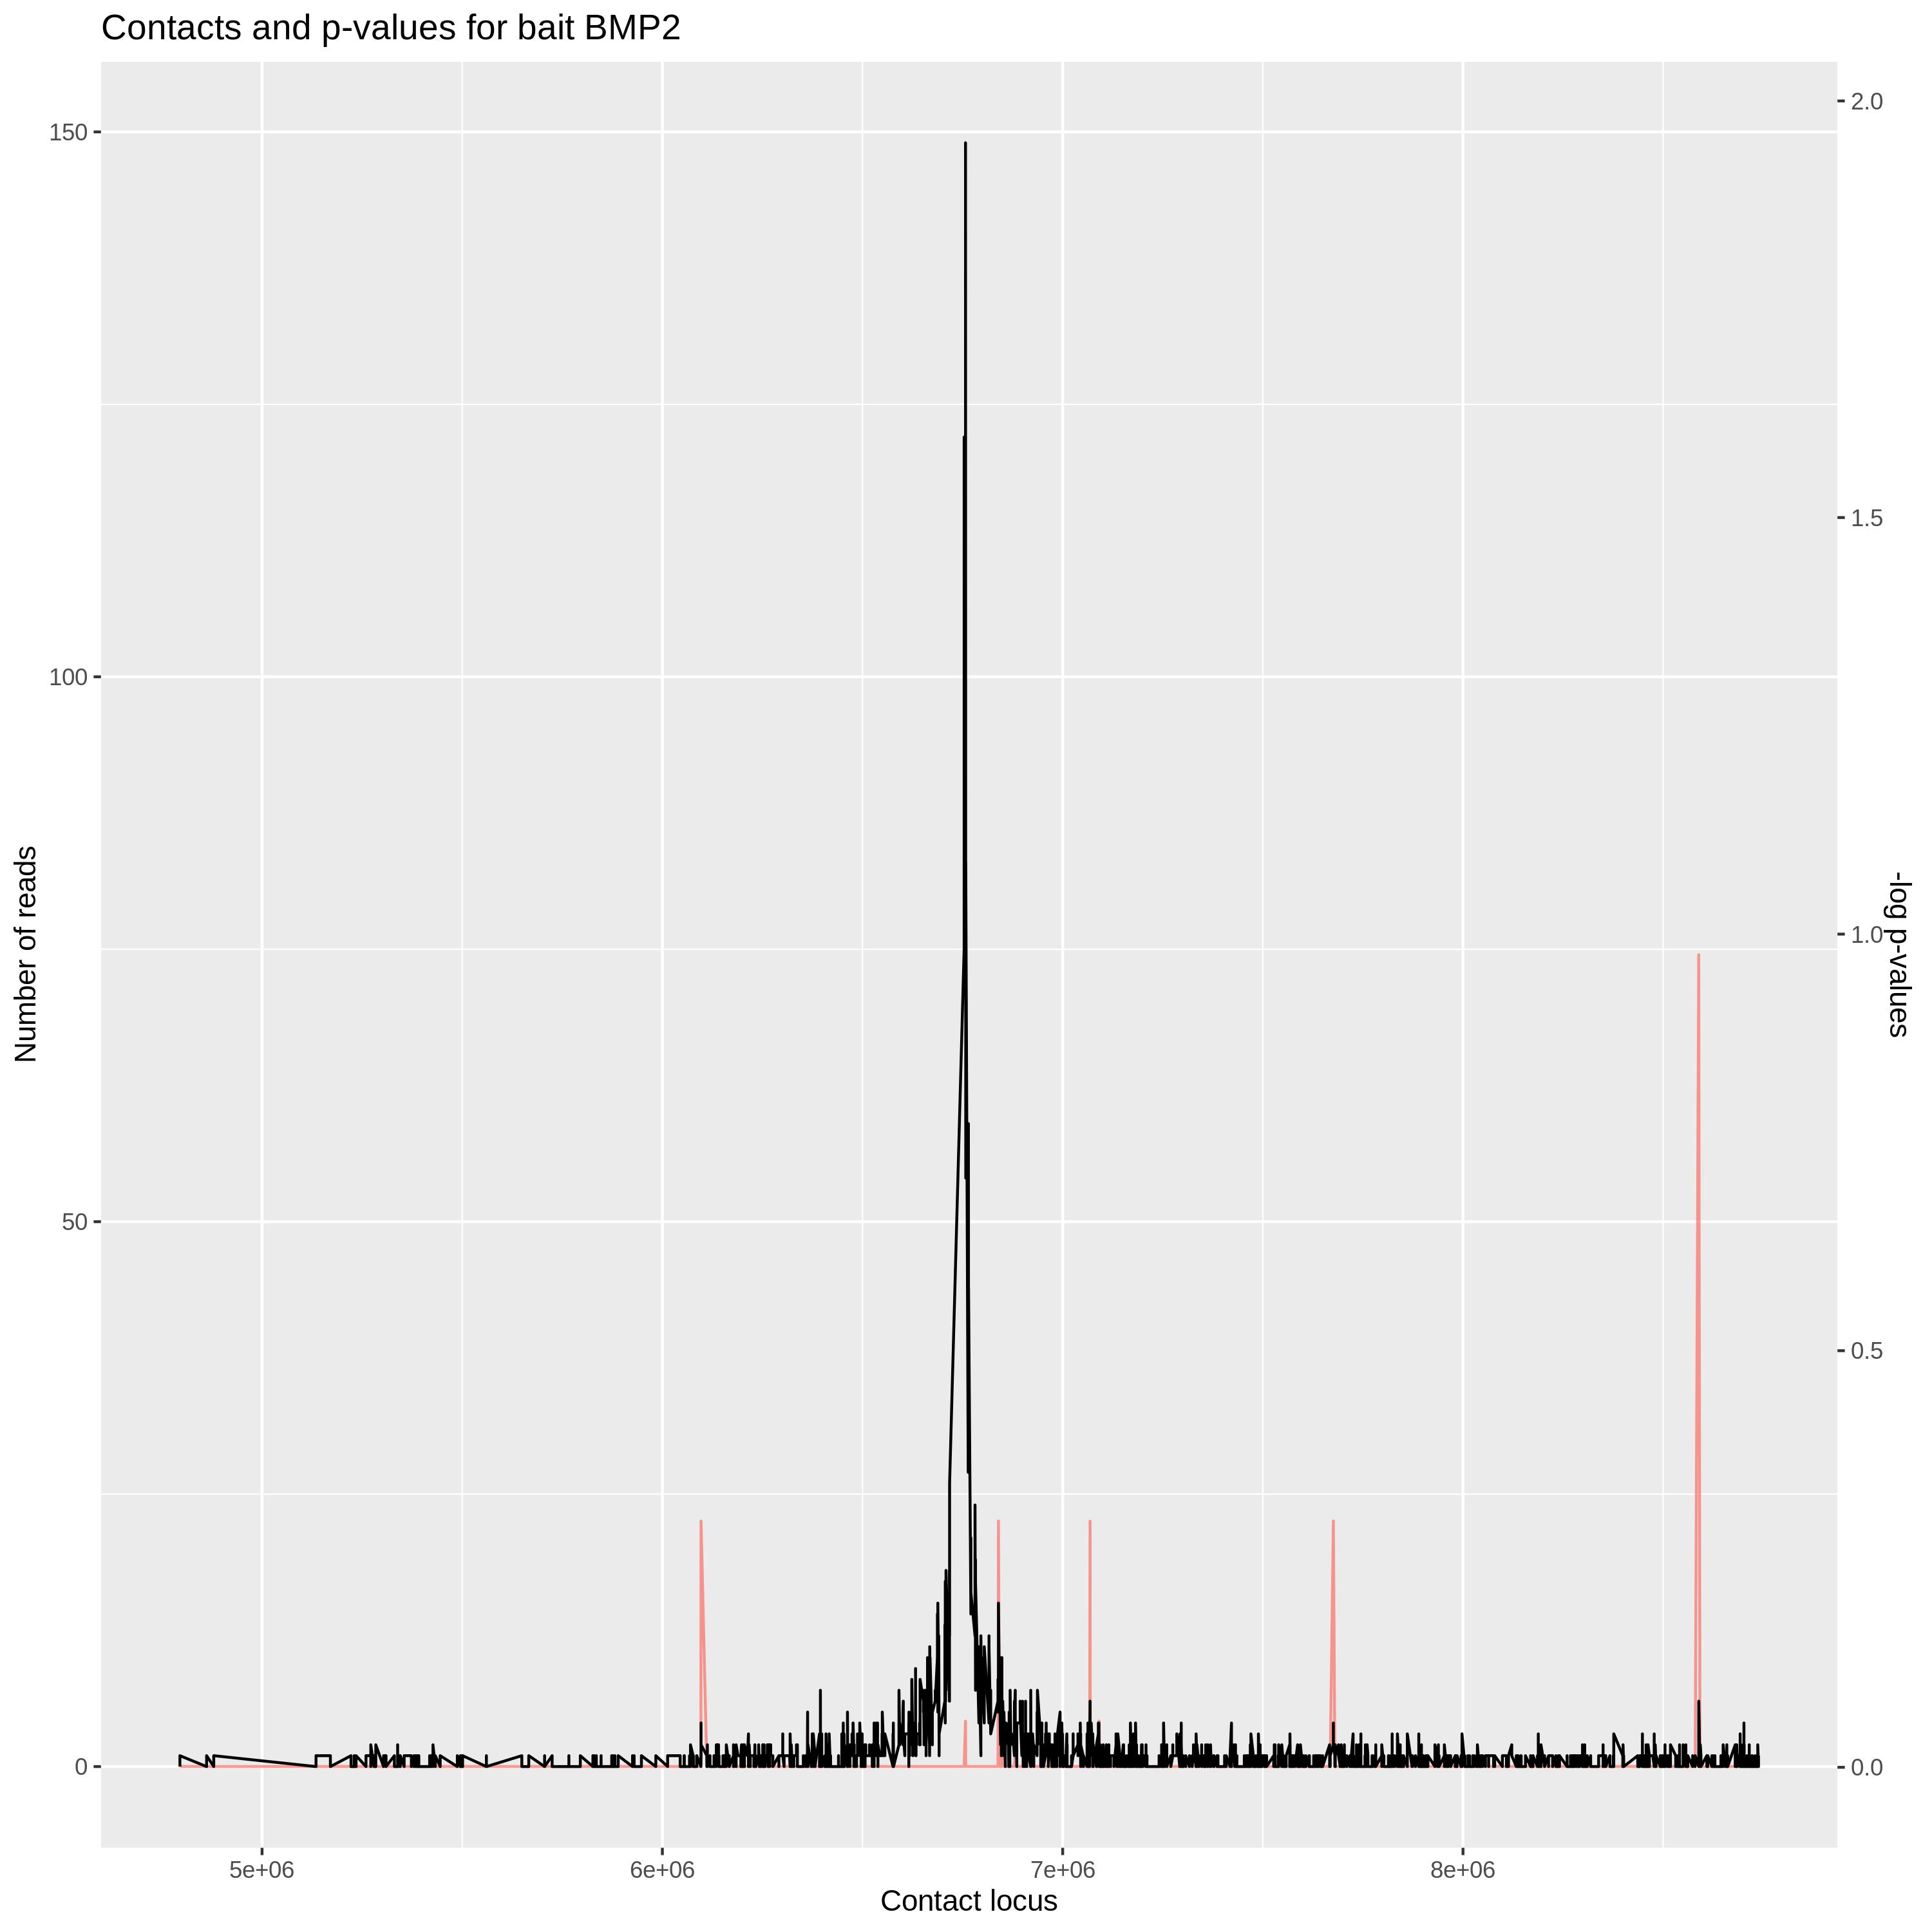 Contacts and p-values for bait BMP2
150
100
50
0
Number of reads
2.0
1.5
1.0
0.5
0.0
-log p-values
5e+06
6e+06
7e+06
8e+06
Contact locus